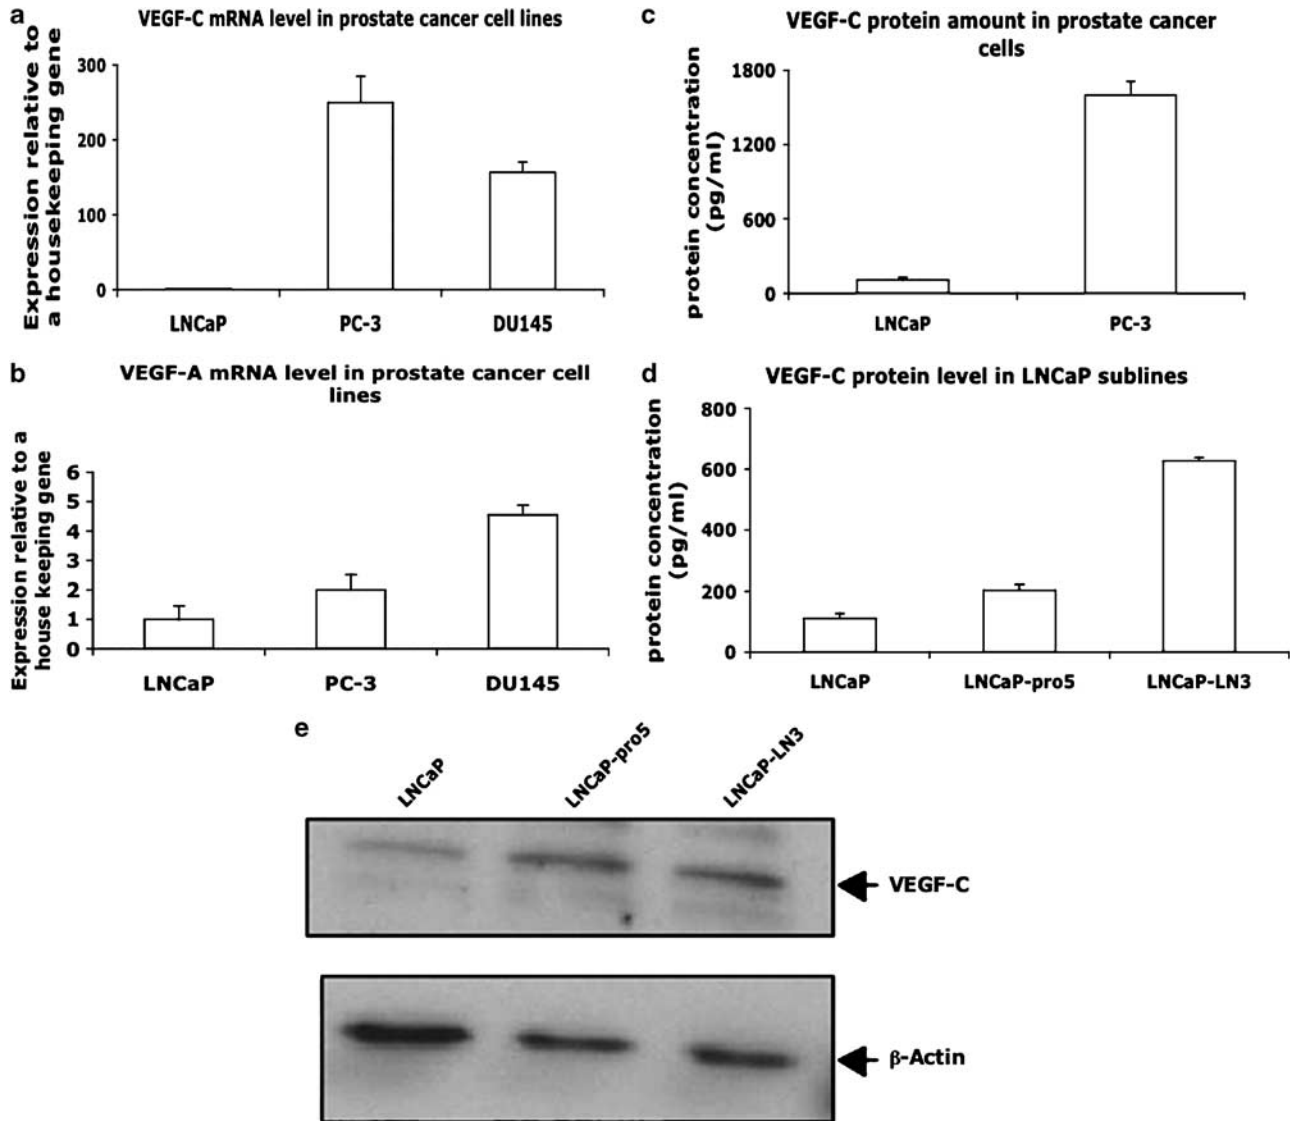 a
VEGF-C mRNA level in prostate cancer cell lines
Expression relative to
a housekeeping gene
300
200
100
0
LNCaP PC-3 DU145
b
VEGF-A mRNA level in prostate cancer cell
lines
Expression relative to a
house keeping gene
6
5
4
3
2
1
0
LNCaP PC-3 DU145
c
VEGF-C protein amount in prostate cancer
cells
protein concentration
(pg/ml)
1800
1200
600
0
LNCaP PC-3
d
VEGF-C protein level in LNCaP sublines
protein concentration
(pg/ml)
800
600
400
200
0
LNCaP LNCaP-pro5 LNCaP-LN3
e
LNCaP LNCaP-pro5 LNCaP-LN3
VEGF-C
β-Actin